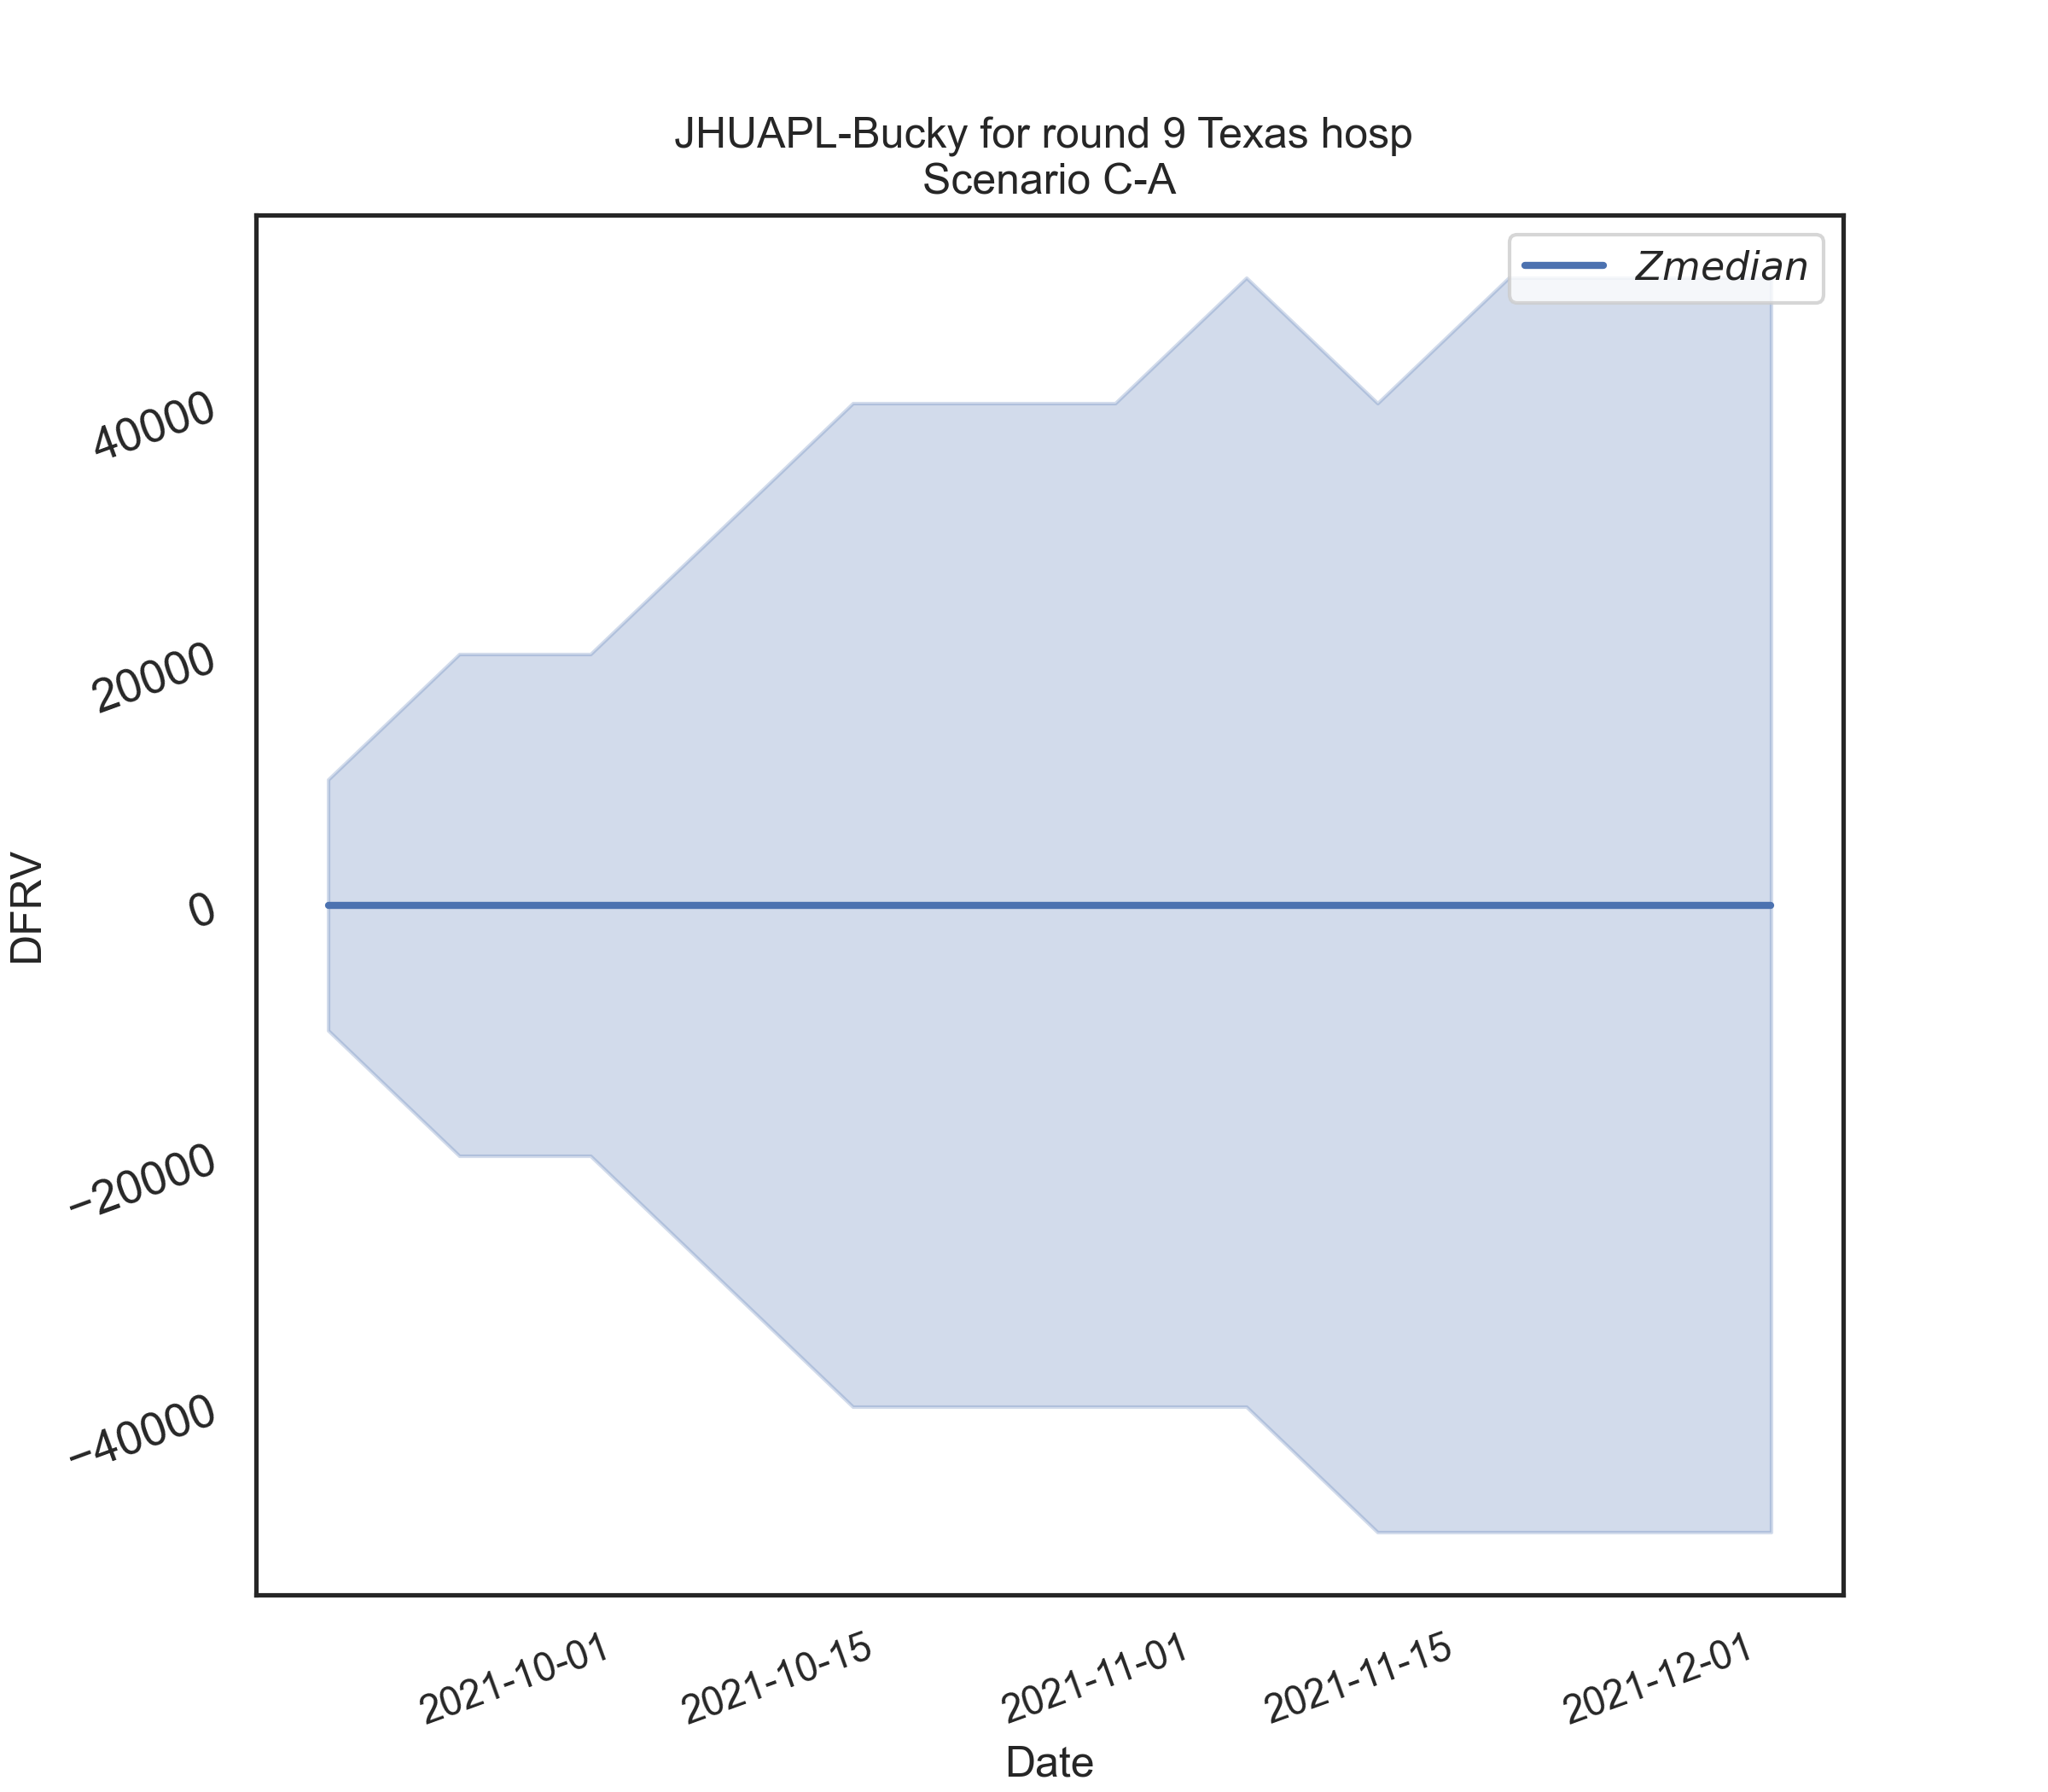 JHUAPL-Bucky for round 9 Texas hosp
Scenario C-A
Zmedian
40000
20000
0
−20000
−40000
DFRV
2021-10-01
2021-10-15
2021-11-01
2021-11-15
2021-12-01
Date